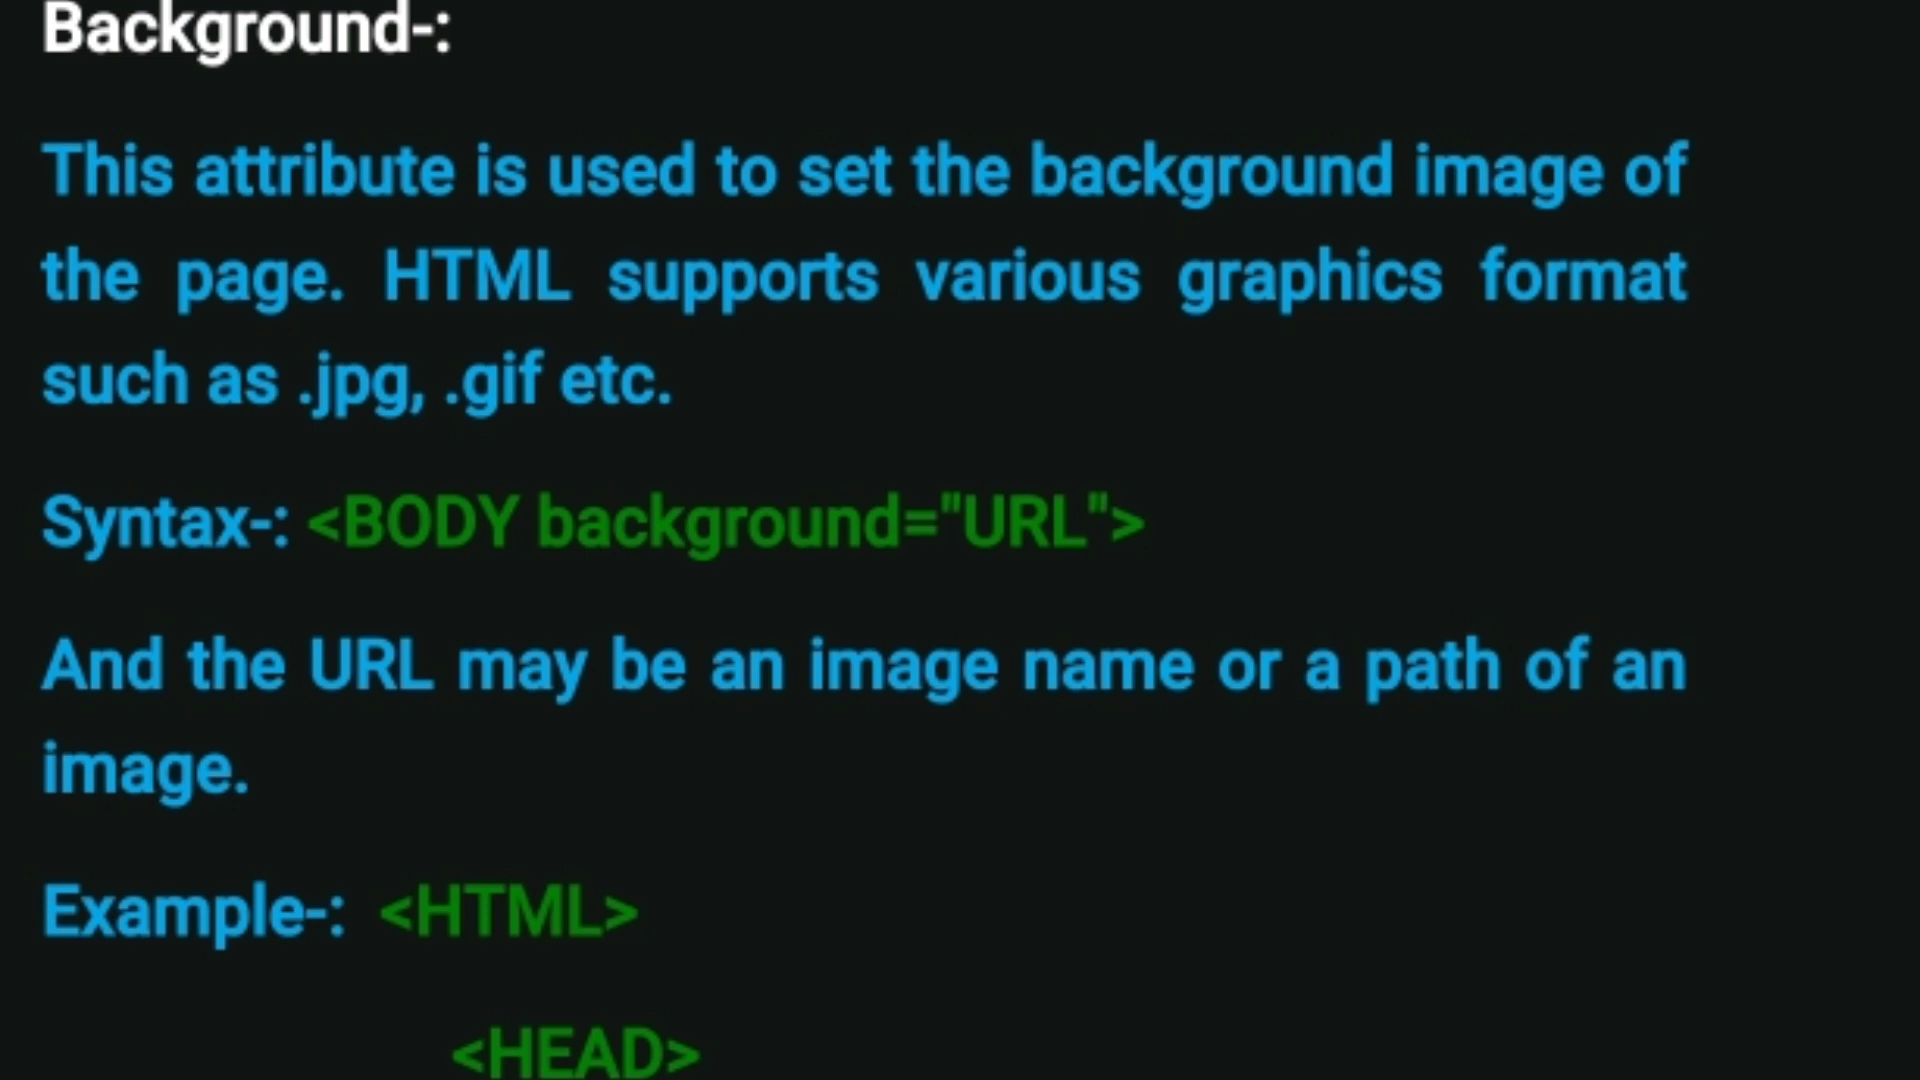 Background-:
This attribute is used to set the background image of
the page. HTML supports various graphics format
such as .jpg, .gif etc.
Syntax-: <BODY background="URL">
And the URL may be an image name or a path of an
image.
Example-: <HTML>
<HEAD>